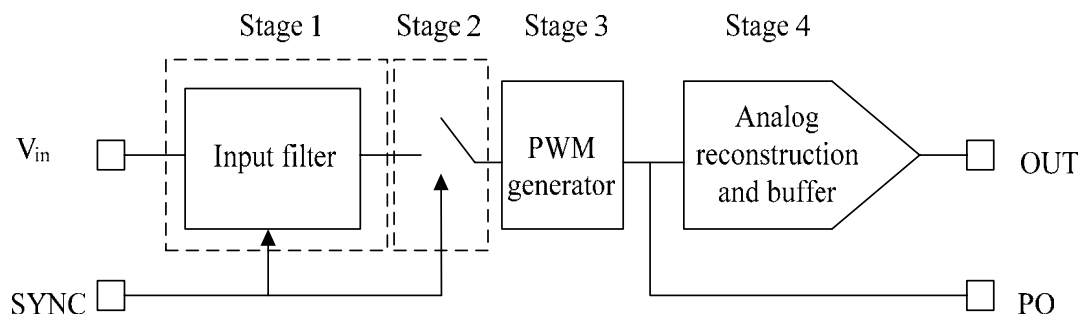 Stage 1
Stage 2
Stage 3
Stage 4
Vin
Input filter
PWM
generator
Analog
reconstruction
and buffer
OUT
SYNC
PO